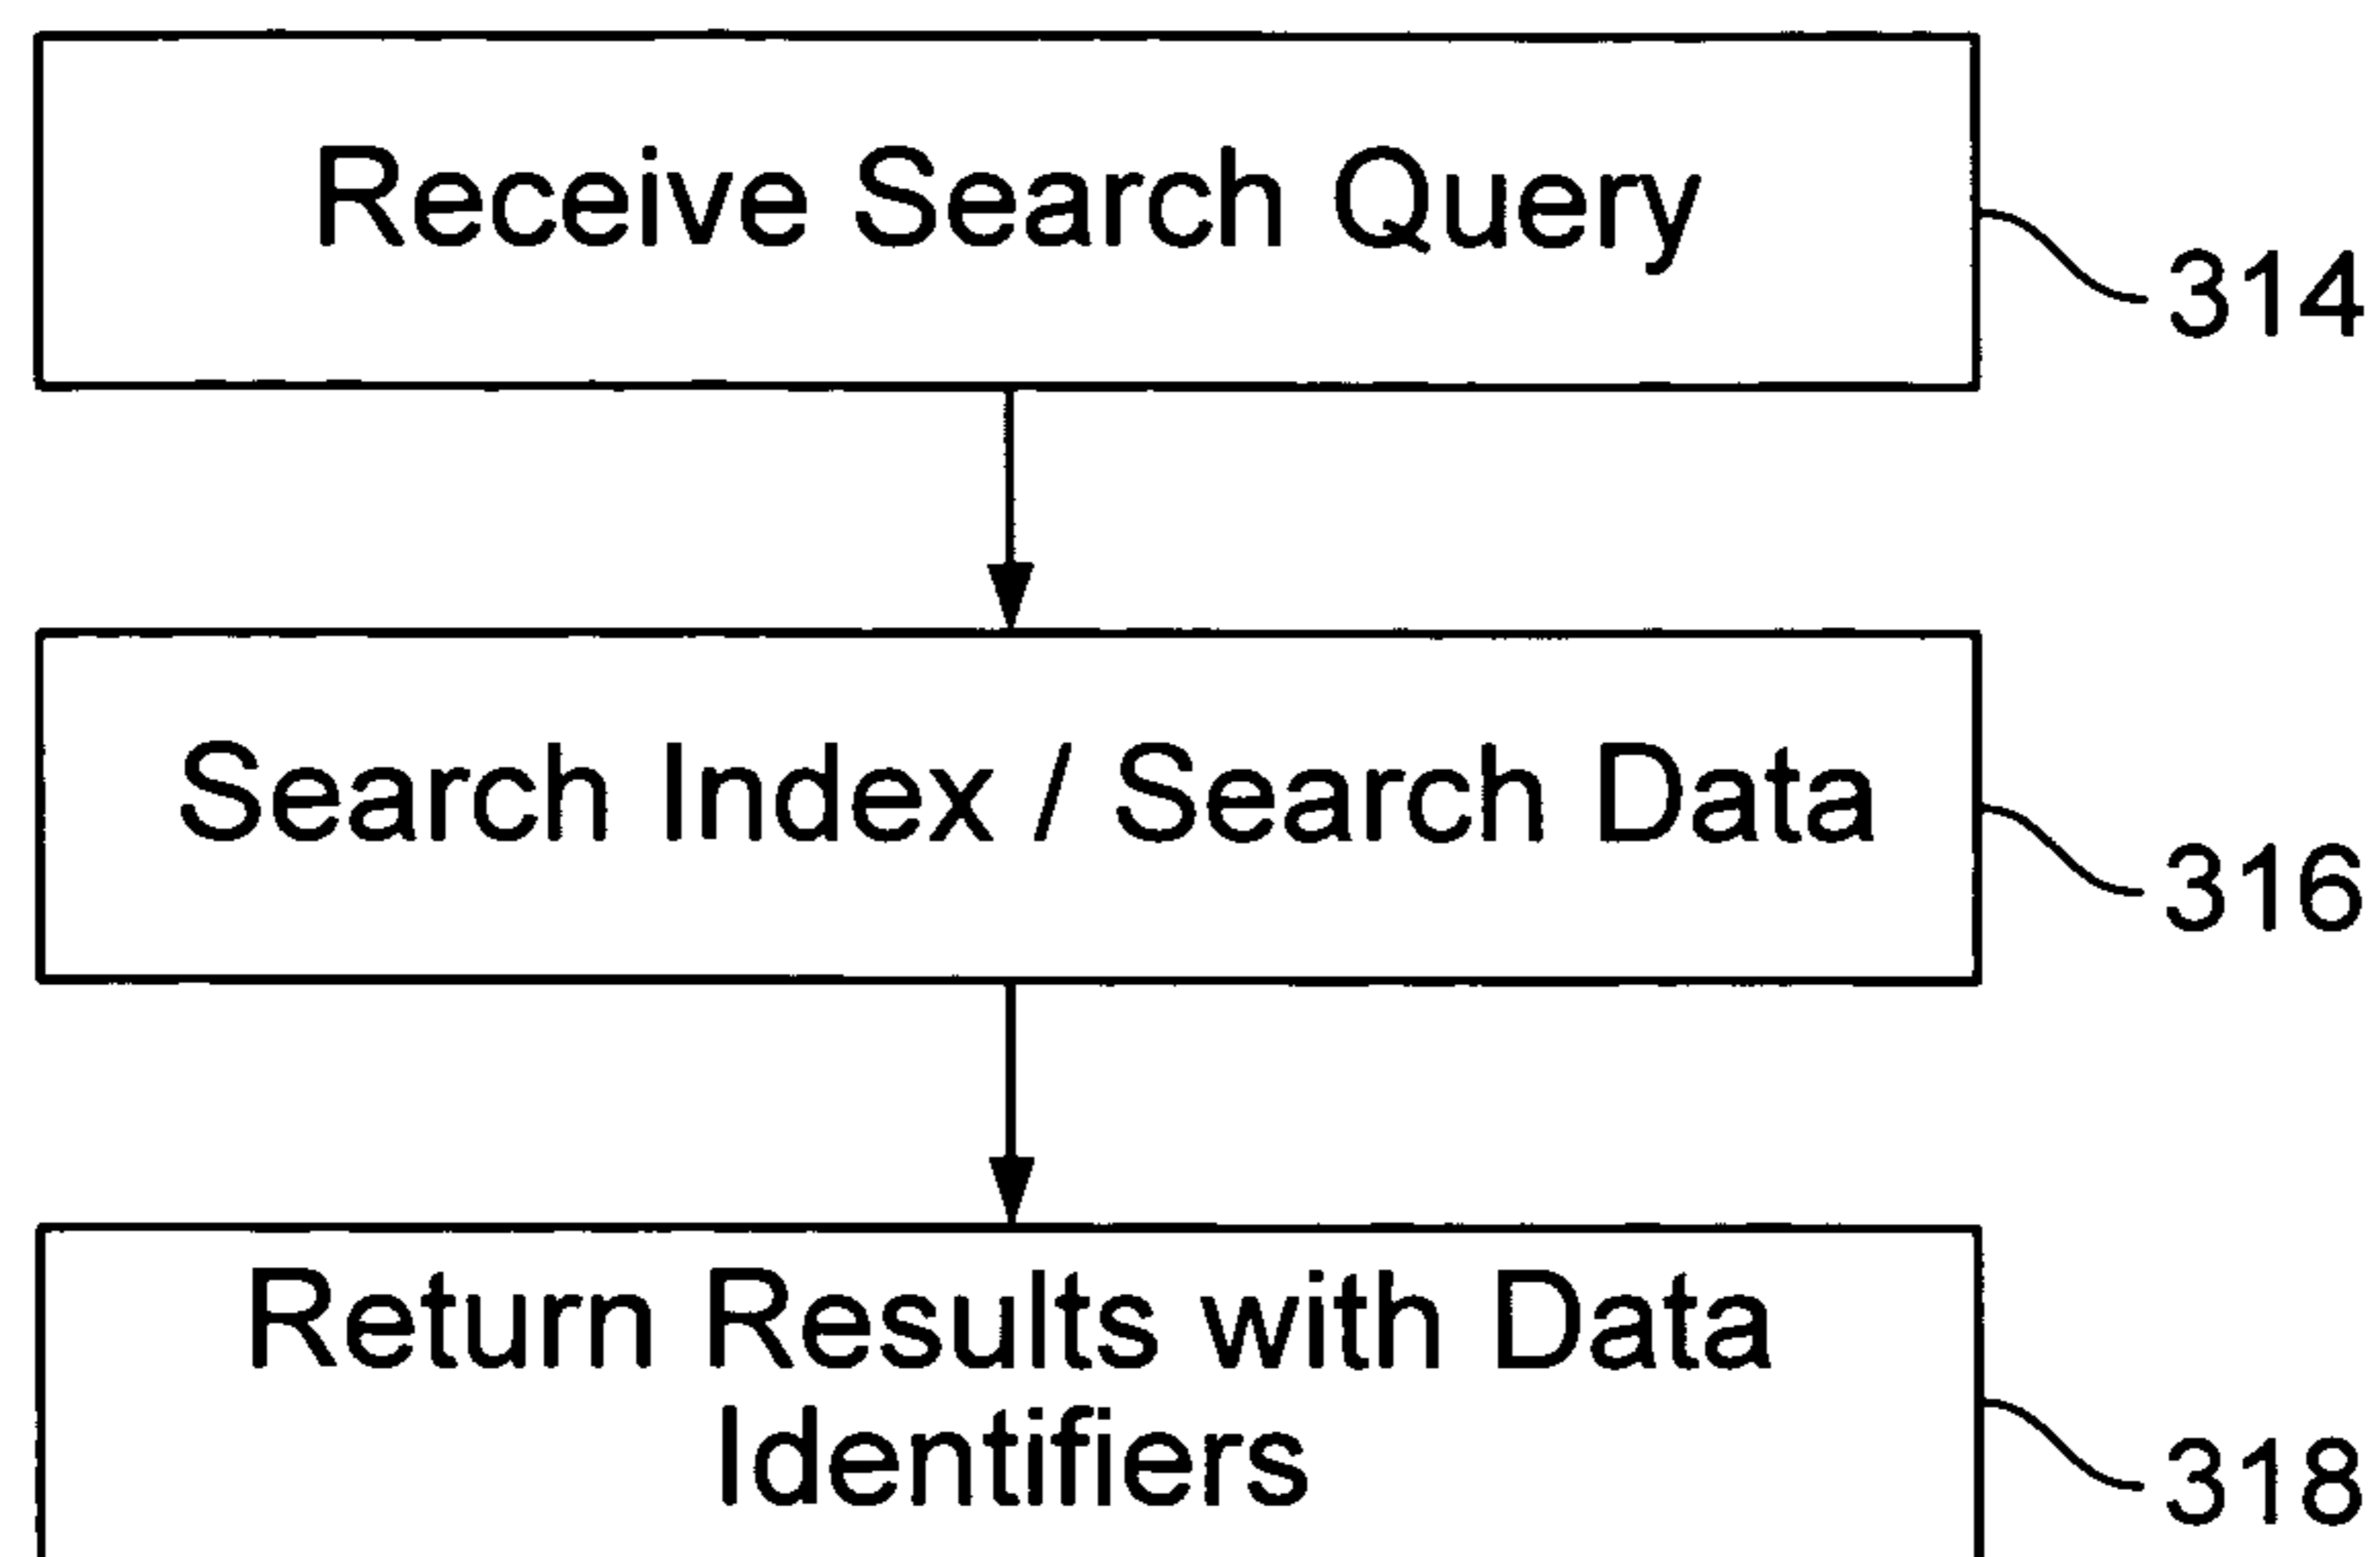 Receive Search Query
314
Search Index / Search Data
316
Return Results with Data
Identifiers
318